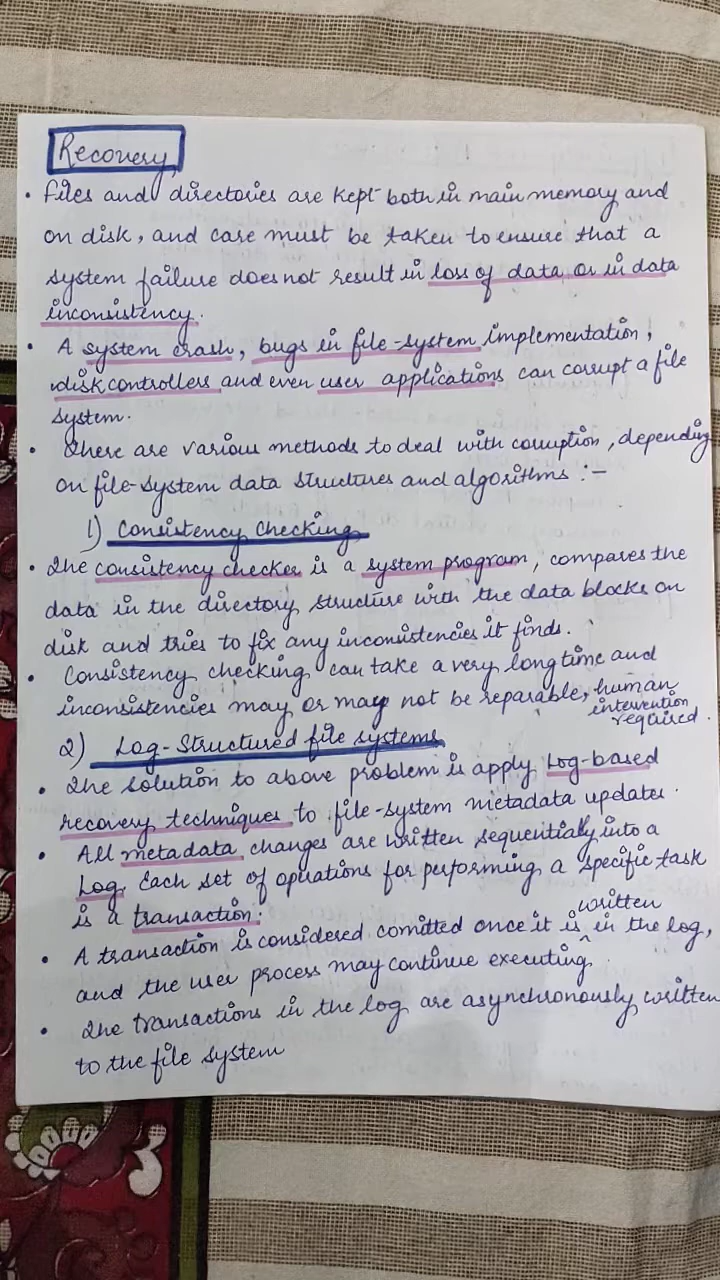 Recovery
• Files and directories are kept both in main memory and
on disk, and care must be taken to ensure that a
system failure does not result in loss of data or in data
inconsistency.
• A system crash, bugs in file-system implementation,
disk controllers and even user applications can corrupt a file
system.
• There are various methods to deal with corruption, depending
on file-system data structures and algorithms :-
1) Consistency Checking
• The consistency checker is a system program, compares the
data in the directory structure with the data blocks on
disk and tries to fix any inconsistencies it finds.
• Consistency checking can take a very long time and
inconsistencies may or may not be reparable, human
intervention
required.
2) Log-Structured file systems
• The solution to above problem is apply Log-based
recovery techniques to file-system metadata updates.
• All metadata changes are written sequentially into a
Log. Each set of oprations for performing a specific task
is a transaction.
• A transaction is considered comitted once it is written in the log,
and the user process may continue executing.
• The transactions in the log are asynchronously written
to the file system